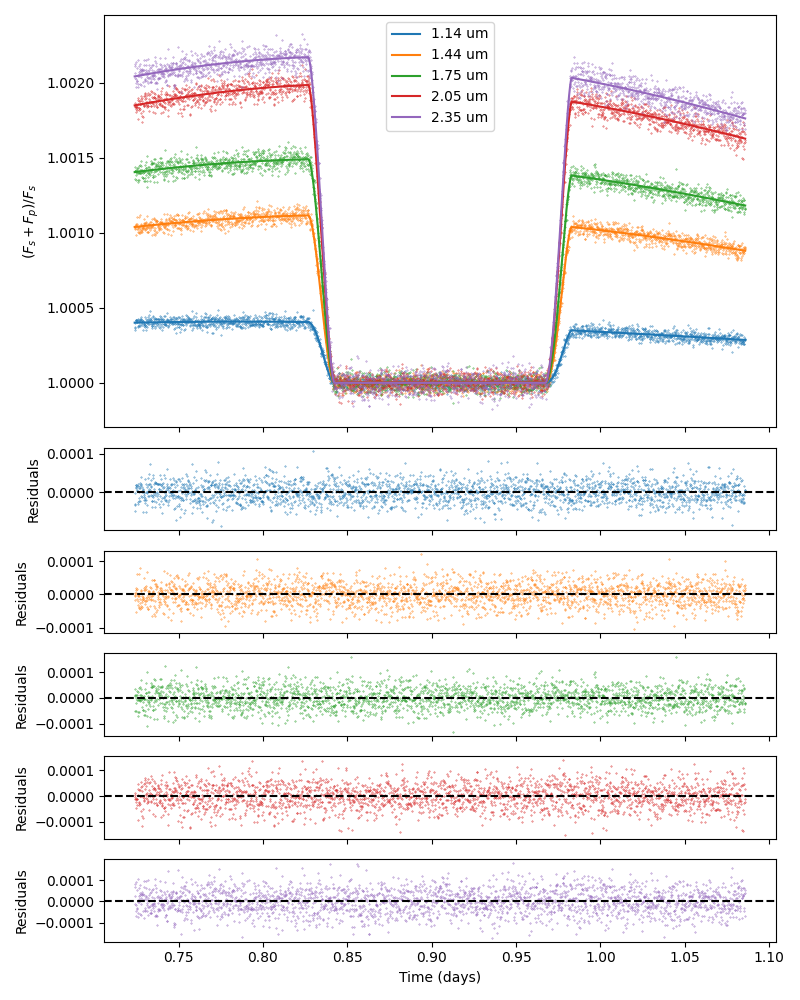 1.0020
1.0015
1.0010
1.0005
1.0000
(F_s + F_p)/F_s
1.14 um
1.44 um
1.75 um
2.05 um
2.35 um
0.0001
0.0000
Residuals
0.0001
0.0000
−0.0001
Residuals
0.0001
0.0000
−0.0001
Residuals
0.0001
0.0000
−0.0001
Residuals
0.0001
0.0000
−0.0001
Residuals
0.75 0.80 0.85 0.90 0.95 1.00 1.05 1.10
Time (days)